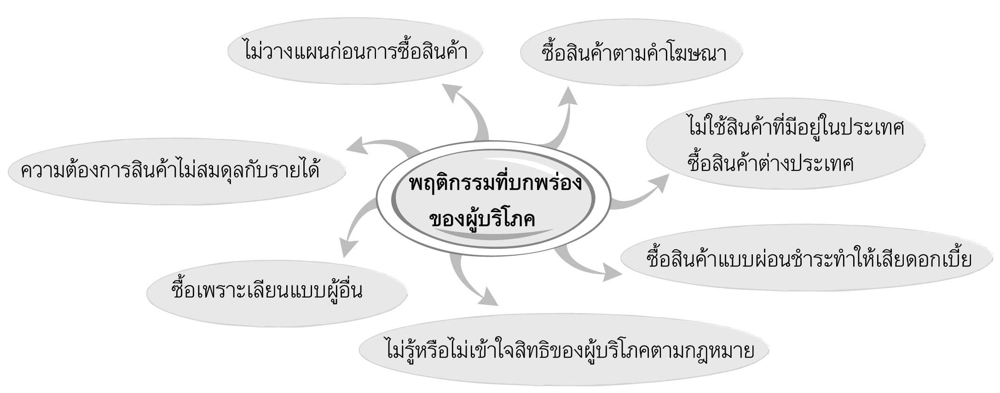 ไม่วางแผนก่อนการซื้อสินค้า
ซื้อสินค้าตามคำโฆษณา
ไม่ใช้สินค้าที่มีอยู่ในประเทศ
ซื้อสินค้าต่างประเทศ
ความต้องการสินค้าไม่สมดุลกับรายได้
พฤติกรรมที่บกพร่อง
ของผู้บริโภค
ซื้อสินค้าแบบผ่อนชำระทำให้เสียดอกเบี้ย
ซื้อเพราะเลียนแบบผู้อื่น
ไม่รู้หรือไม่เข้าใจสิทธิของผู้บริโภคตามกฎหมาย